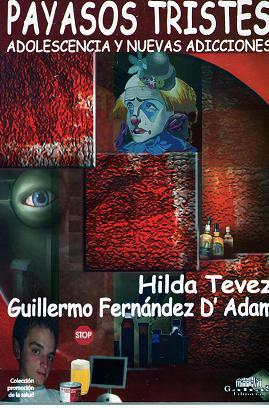 PAYASOS TRISTES
ADOLESCENCIA Y NUEVAS ADICCIONES
Hilda Tevez
Guillermo Fernández D' Adam
STOP
Colección
promoción
de la salud